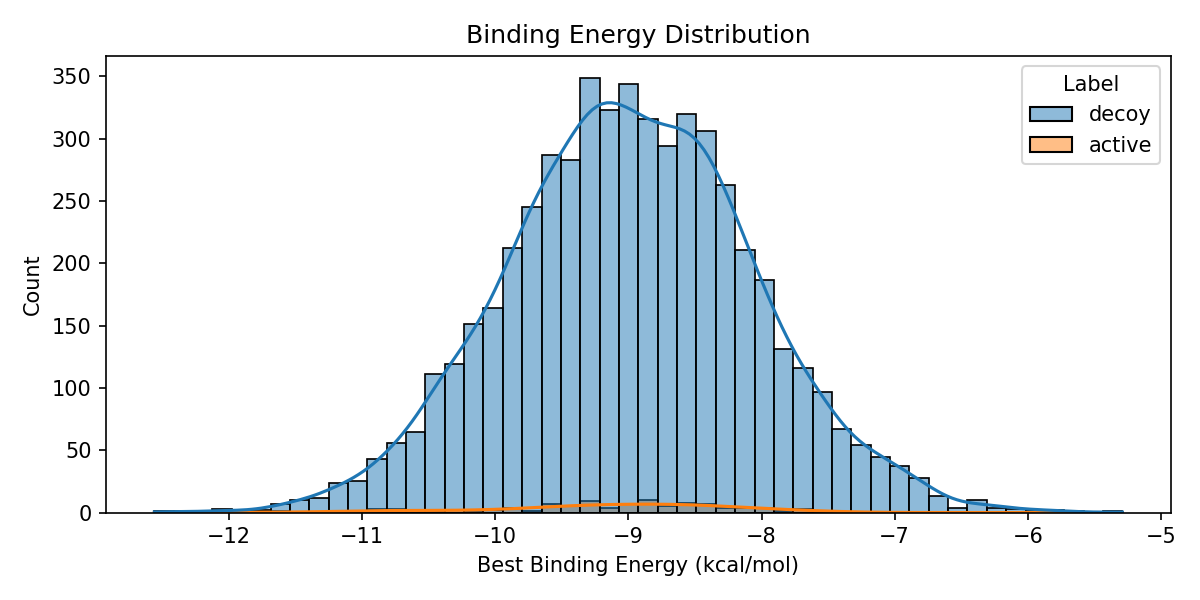 Binding Energy Distribution
Label
decoy
active
350
300
250
200
150
100
50
0
Count
−12
−11
−10
−9
−8
−7
−6
−5
Best Binding Energy (kcal/mol)